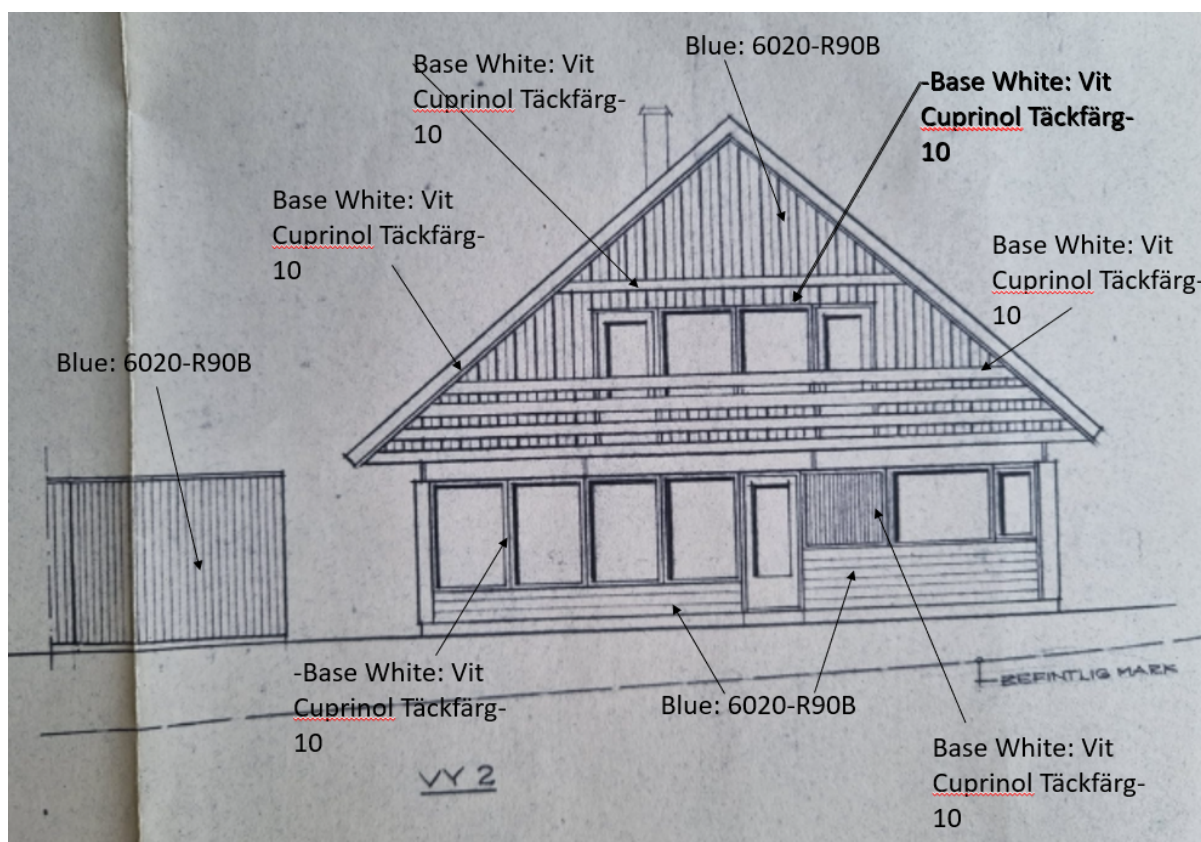 Blue: 6020-R90B
Base White: Vit
Cuprinol Täckfärg-
10
-Base White: Vit
Cuprinol Täckfärg-
10
Base White: Vit
Cuprinol Täckfärg-
10
Base White: Vit
Cuprinol Täckfärg-
10
Blue: 6020-R90B
-Base White: Vit
Cuprinol Täckfärg-
10
Blue: 6020-R90B
BEFINTLIG MARK
Base White: Vit
Cuprinol Täckfärg-
10
VY 2